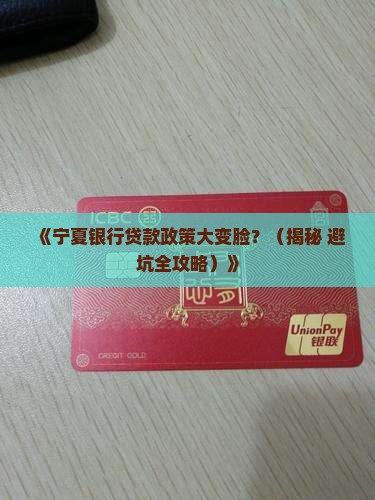 ICBC
《宁夏银行贷款政策大变脸？（揭秘 避
坑全攻略）》
UnionPay
银联
CREDIT GOLD